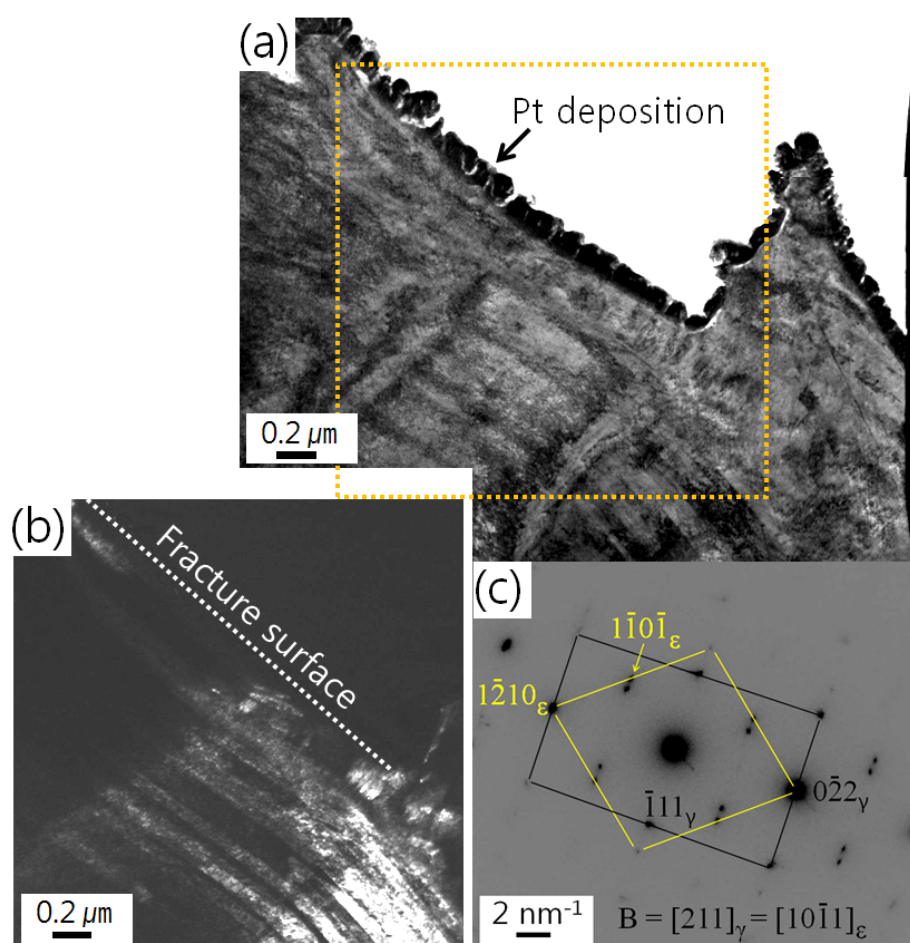 (a)
Pt deposition
0.2 μm
(b)
Fracture surface
0.2 μm
(c)
11̅01̅ε
12̅10ε
02̅2γ
1̅11γ
2 nm⁻¹
B = [211]γ = [101̅1]ε